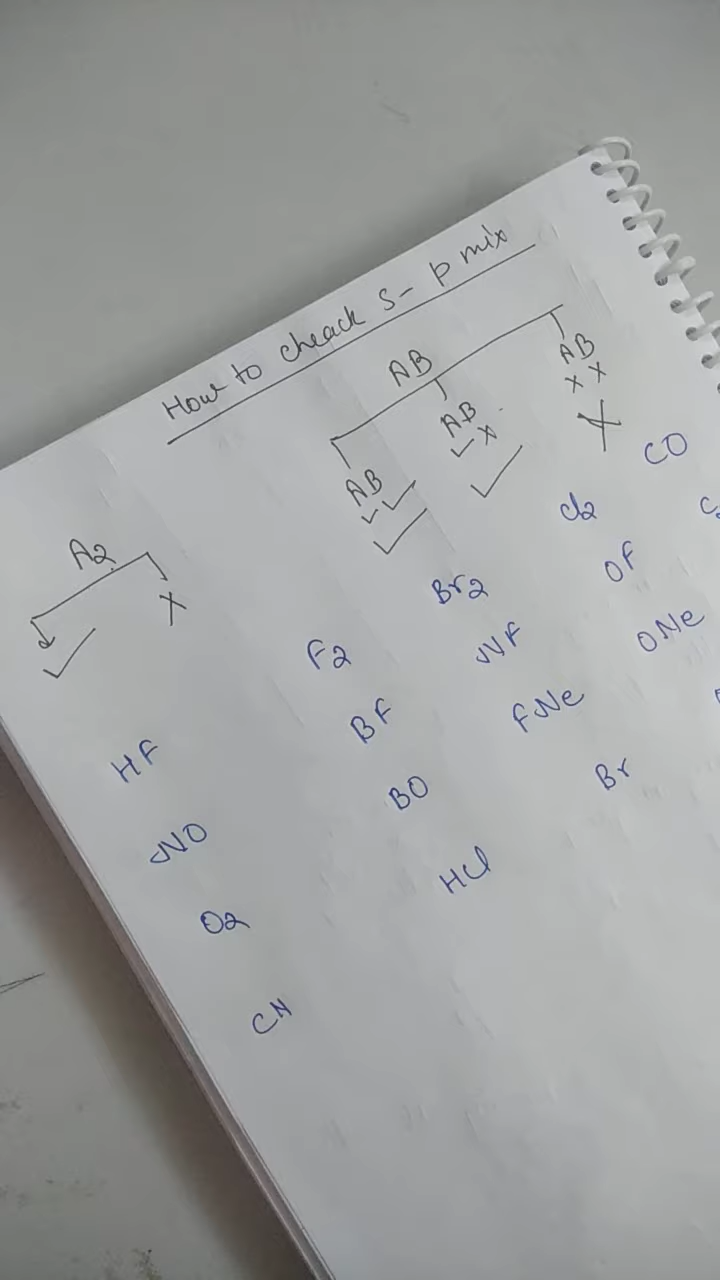 How to cheack s-p mix
AB
AB AB AB
A2
HF F2 Br2 Cl2 CO
NO BF NF OF
O2 BO FNe ONe
CN HCl Br